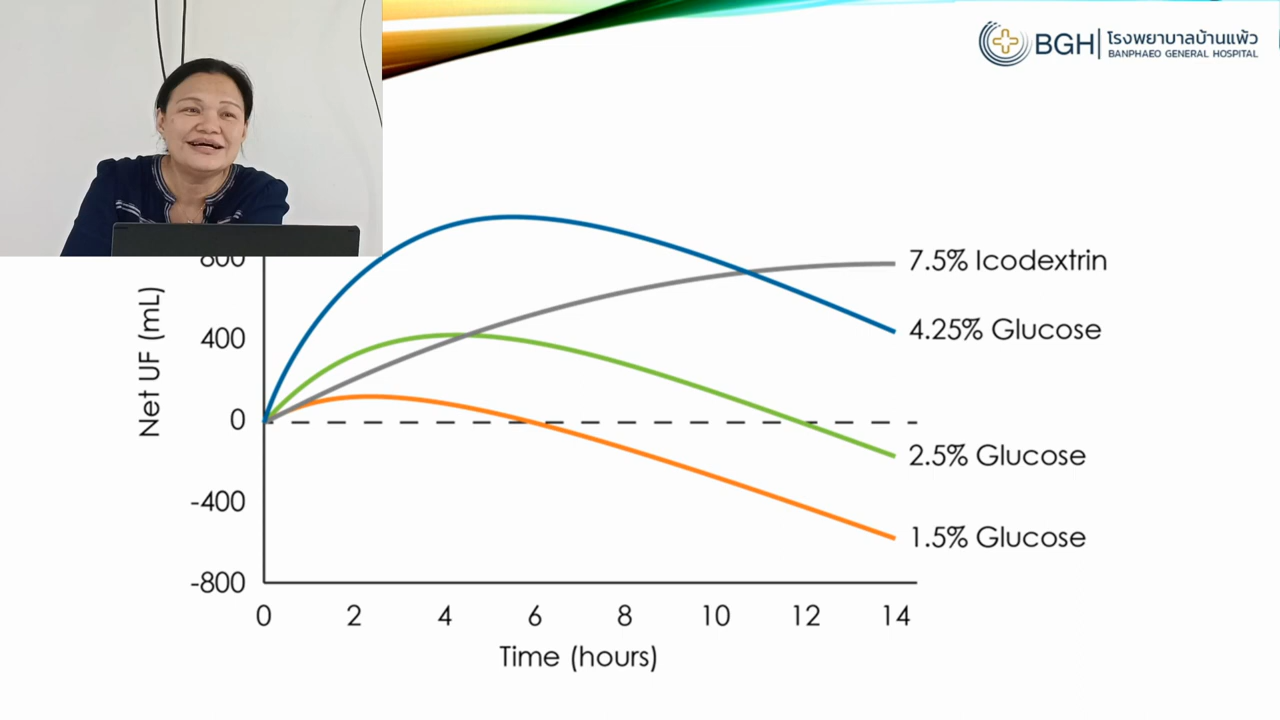 BGH
โรงพยาบาลบ้านแพ้ว
BANPHAEO GENERAL HOSPITAL
800
400
0
-400
-800
Net UF (mL)
7.5% Icodextrin
4.25% Glucose
2.5% Glucose
1.5% Glucose
0 2 4 6 8 10 12 14
Time (hours)